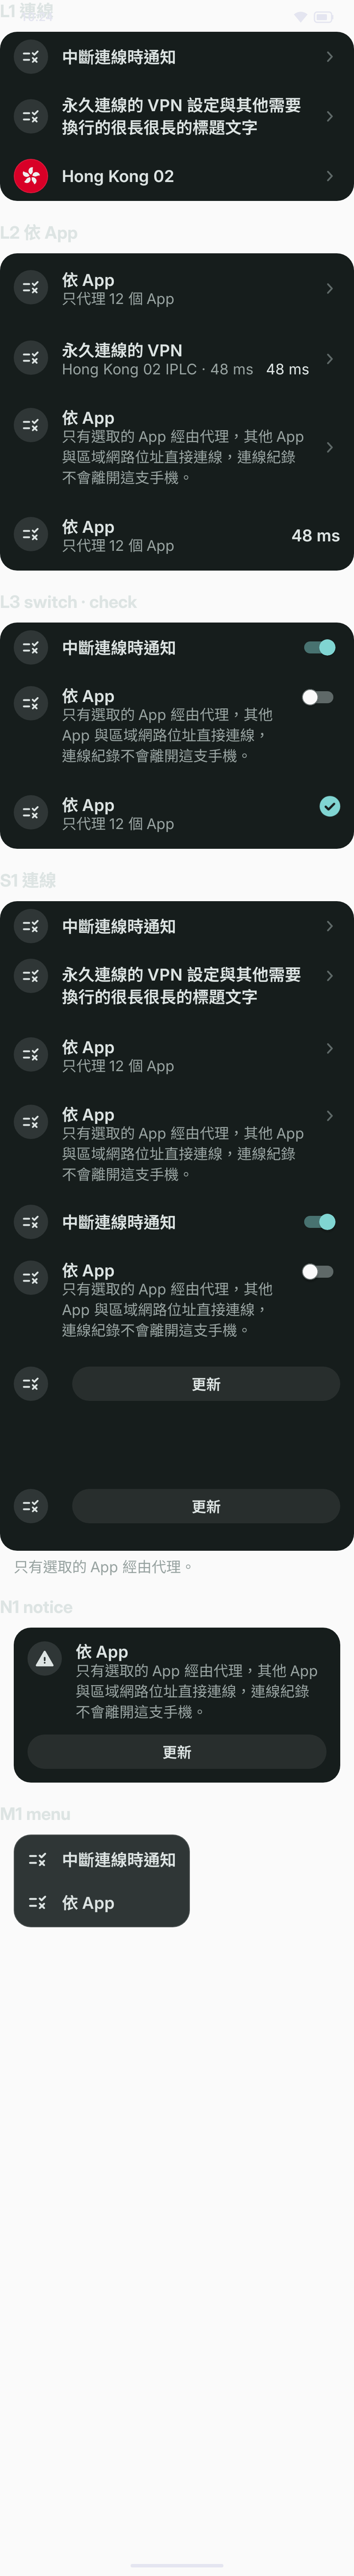 L1 連線
中斷連線時通知
永久連線的 VPN 設定與其他需要
換行的很長很長的標題文字
Hong Kong 02
L2 依 App
依 App
只代理 12 個 App
永久連線的 VPN
Hong Kong 02 IPLC · 48 ms 48 ms
依 App
只有選取的 App 經由代理，其他 App
與區域網路位址直接連線，連線紀錄
不會離開這支手機。
依 App
只代理 12 個 App
48 ms
L3 switch · check
中斷連線時通知
依 App
只有選取的 App 經由代理，其他
App 與區域網路位址直接連線，
連線紀錄不會離開這支手機。
依 App
只代理 12 個 App
S1 連線
中斷連線時通知
永久連線的 VPN 設定與其他需要
換行的很長很長的標題文字
依 App
只代理 12 個 App
依 App
只有選取的 App 經由代理，其他 App
與區域網路位址直接連線，連線紀錄
不會離開這支手機。
中斷連線時通知
依 App
只有選取的 App 經由代理，其他
App 與區域網路位址直接連線，
連線紀錄不會離開這支手機。
更新
更新
只有選取的 App 經由代理。
N1 notice
依 App
只有選取的 App 經由代理，其他 App
與區域網路位址直接連線，連線紀錄
不會離開這支手機。
更新
M1 menu
中斷連線時通知
依 App